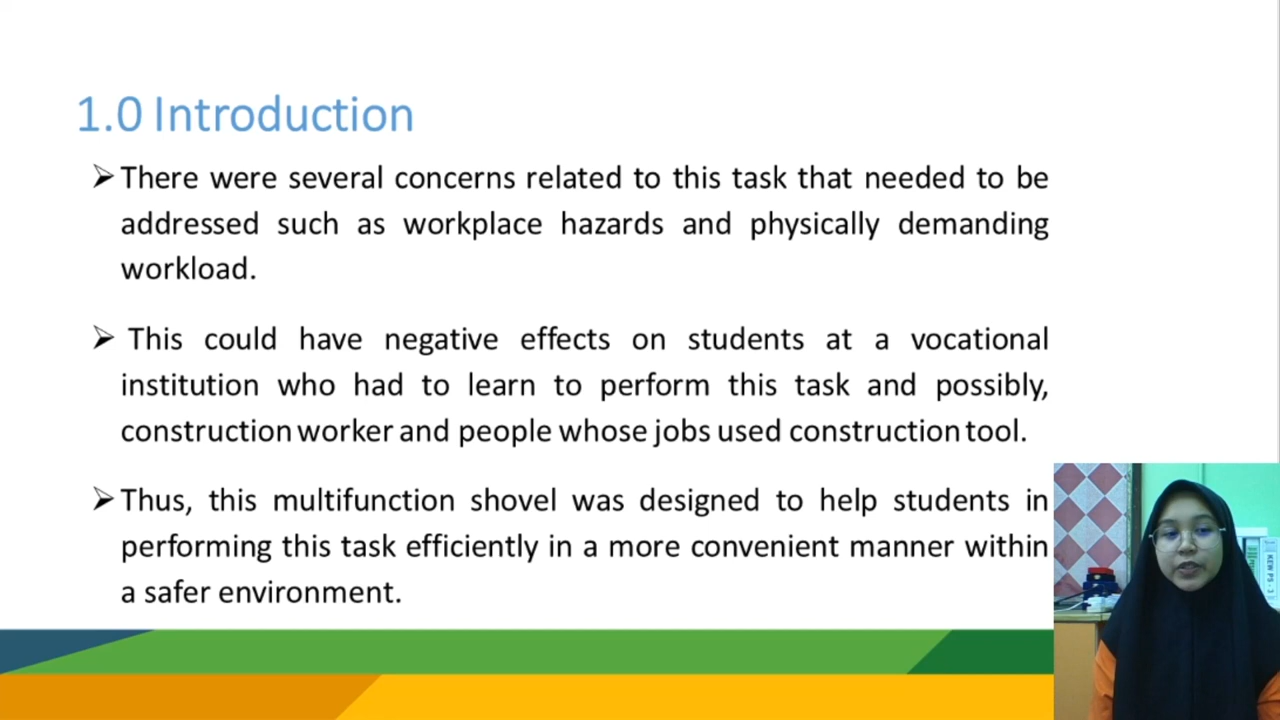 1.0 Introduction
There were several concerns related to this task that needed to be
addressed such as workplace hazards and physically demanding
workload.
This could have negative effects on students at a vocational
institution who had to learn to perform this task and possibly,
construction worker and people whose jobs used construction tool.
Thus, this multifunction shovel was designed to help students in
performing this task efficiently in a more convenient manner within
a safer environment.
KEW PS - 3